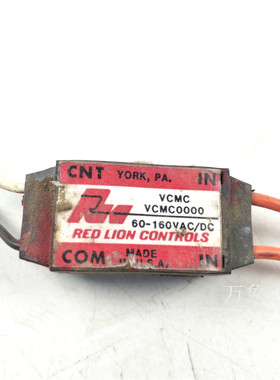 CNT YORK, PA. IN
VCMC
VCMC0000
60-160VAC/DC
RED LION CONTROLS
COM MADE IN
U.S.A.